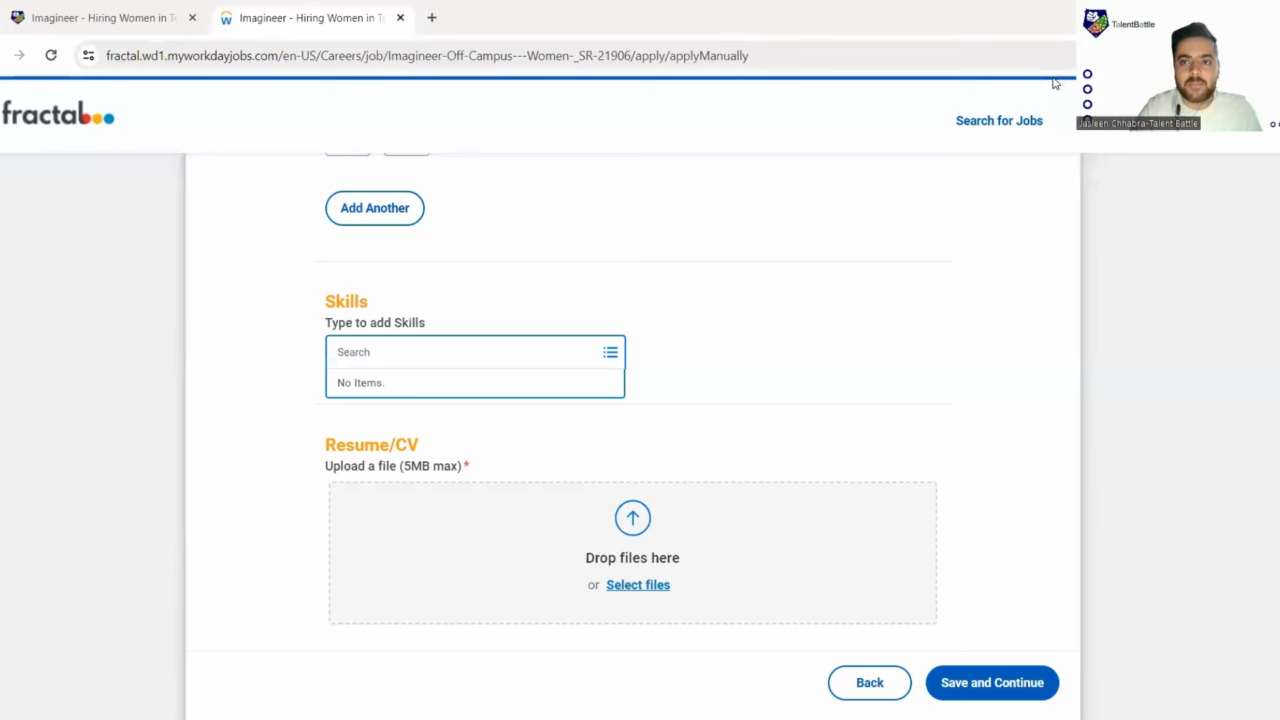 Imagineer - Hiring Women in T
Imagineer - Hiring Women in Te
fractal.wd1.myworkdayjobs.com/en-US/Careers/job/Imagineer-Off-Campus---Women-_SR-21906/apply/applyManually
TalentBattle
Jasleen Chhabra-Talent Battle
fractal
Search for Jobs
Add Another
Skills
Type to add Skills
Search
No Items.
Resume/CV
Upload a file (5MB max)*
Drop files here
or Select files
Back
Save and Continue